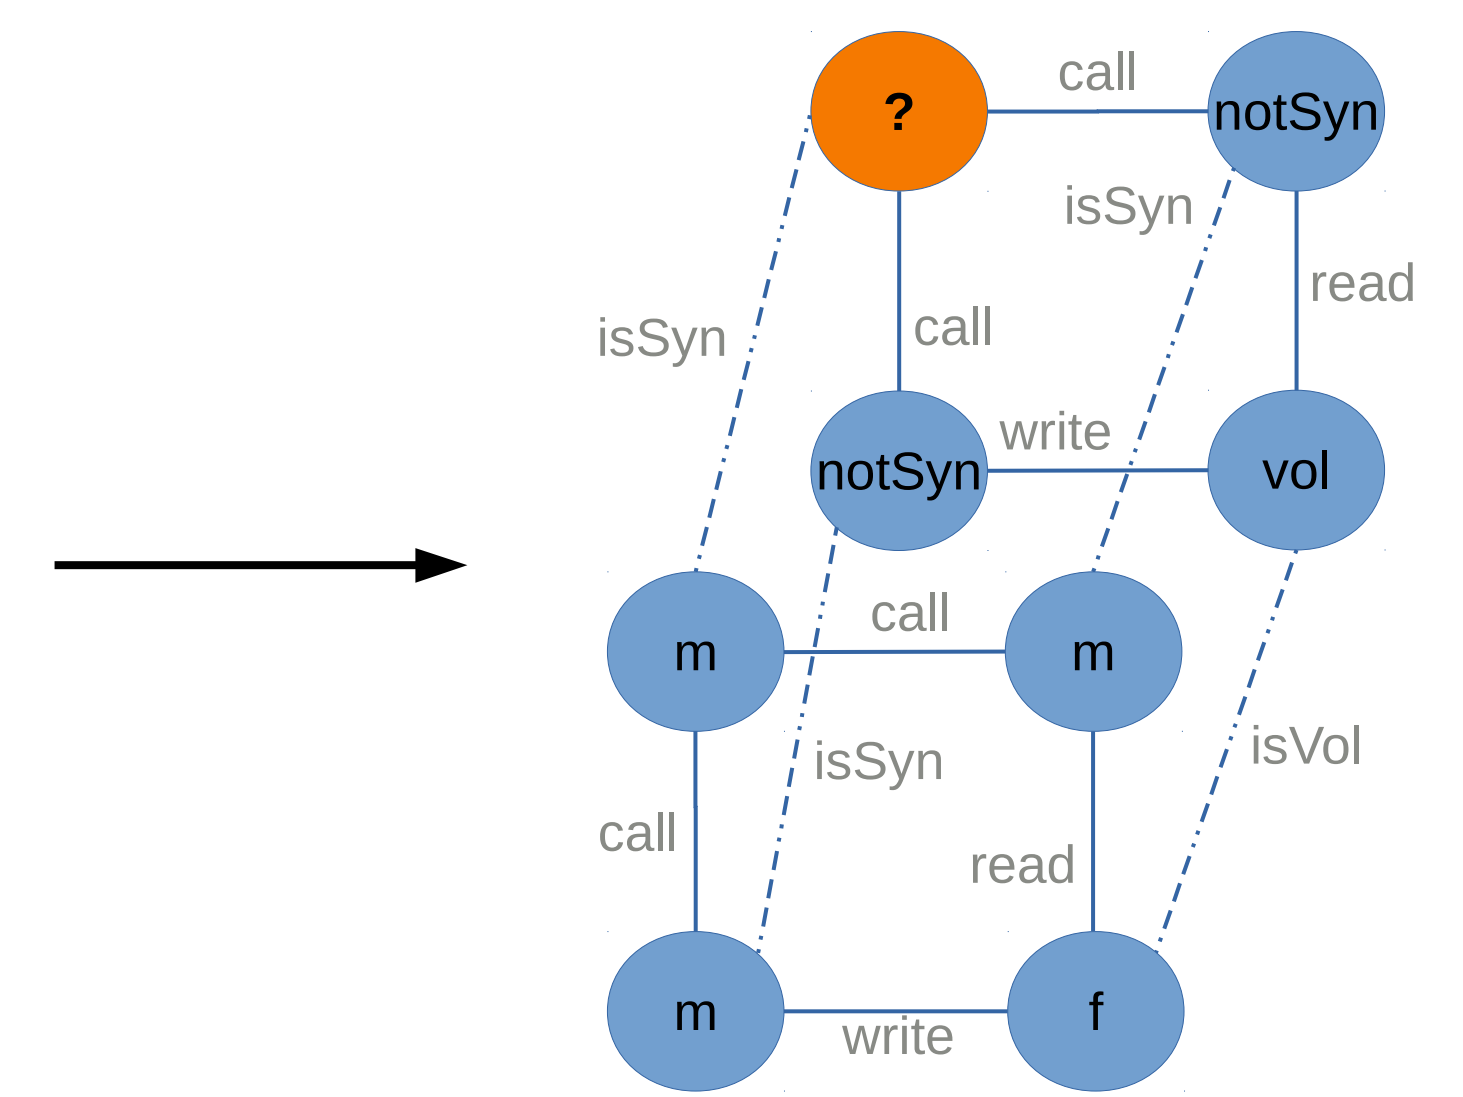 call
?
notSyn
isSyn
read
call
isSyn
write
notSyn
vol
call
m
m
isVol
isSyn
call
read
m
f
write